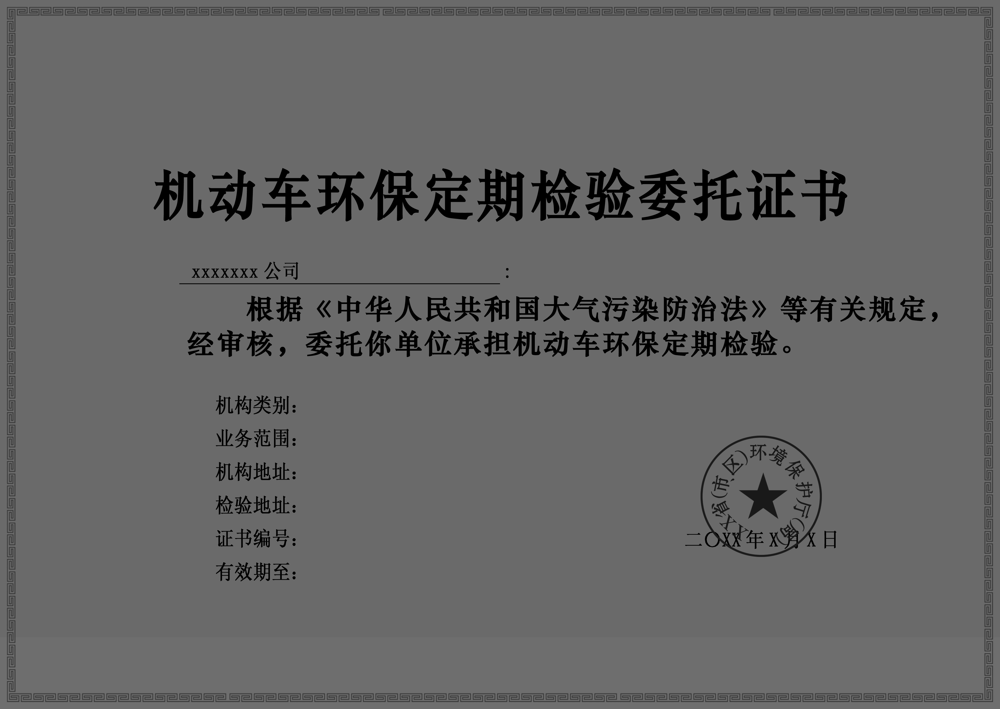 机动车环保定期检验委托证书
xxxxxxx 公司：
根据《中华人民共和国大气污染防治法》等有关规定，
经审核，委托你单位承担机动车环保定期检验。
机构类别：
业务范围：
机构地址：
检验地址：
证书编号：
有效期至：
XX省（市、区）环境保护厅（局）
二〇XX 年 X 月 X 日